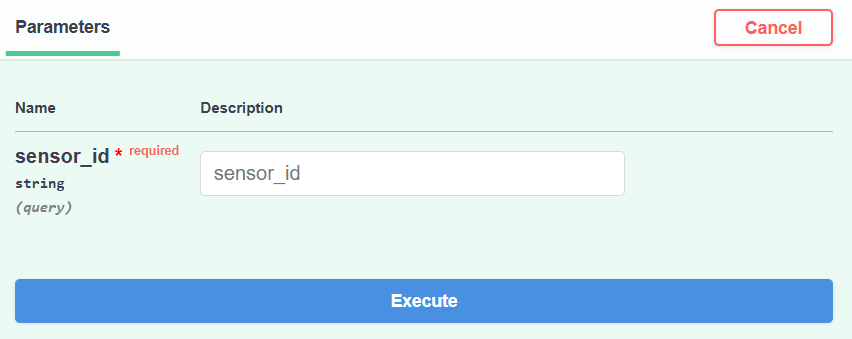 Parameters
Cancel
Name Description
sensor_id * required
sensor_id
string
(query)
Execute